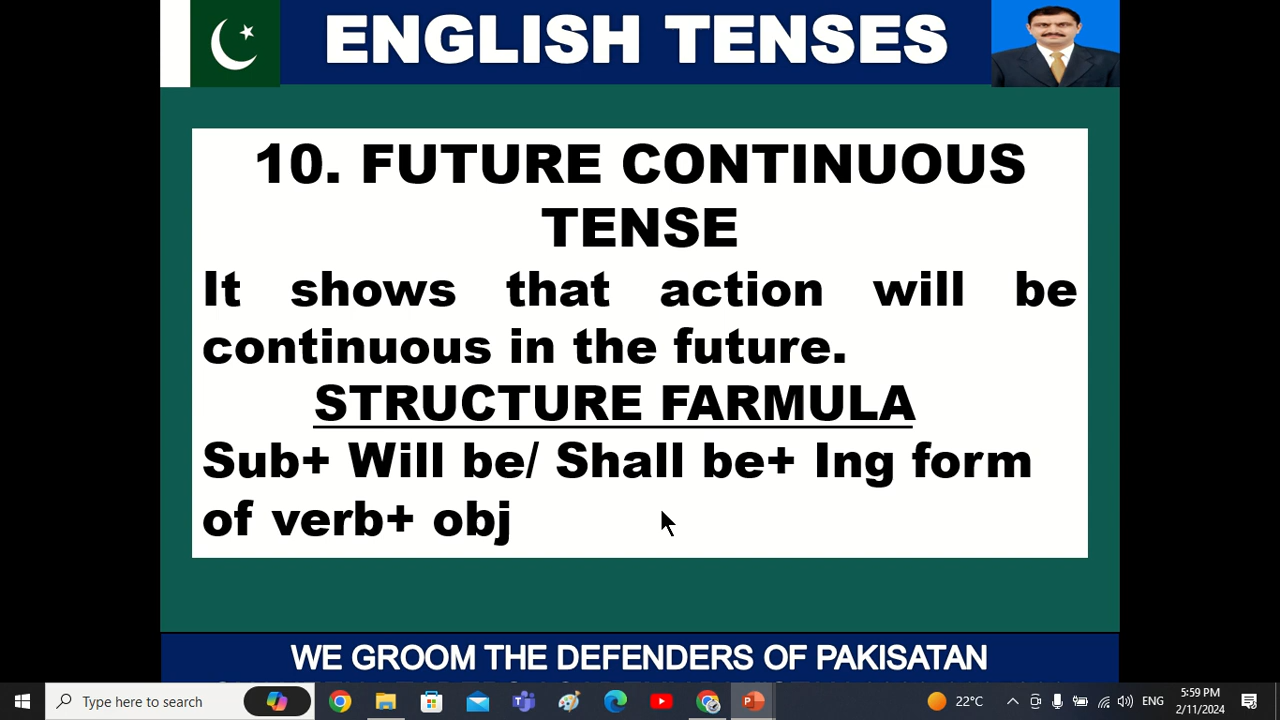 ENGLISH TENSES
10. FUTURE CONTINUOUS
TENSE
It shows that action will be
continuous in the future.
STRUCTURE FARMULA
Sub+ Will be/ Shall be+ Ing form
of verb+ obj
WE GROOM THE DEFENDERS OF PAKISATAN
Type here to search
22°C
ENG
5:59 PM
2/11/2024